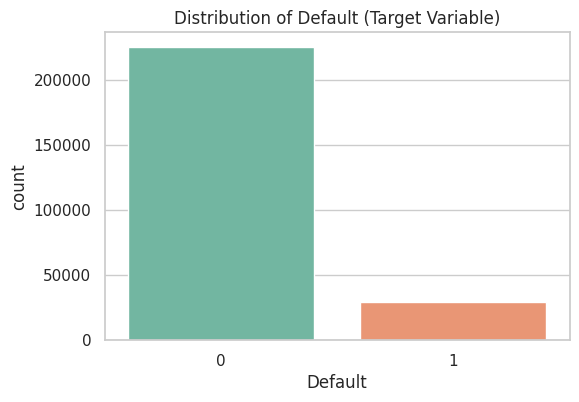 Distribution of Default (Target Variable)
200000
150000
100000
50000
0
count
0 1
Default